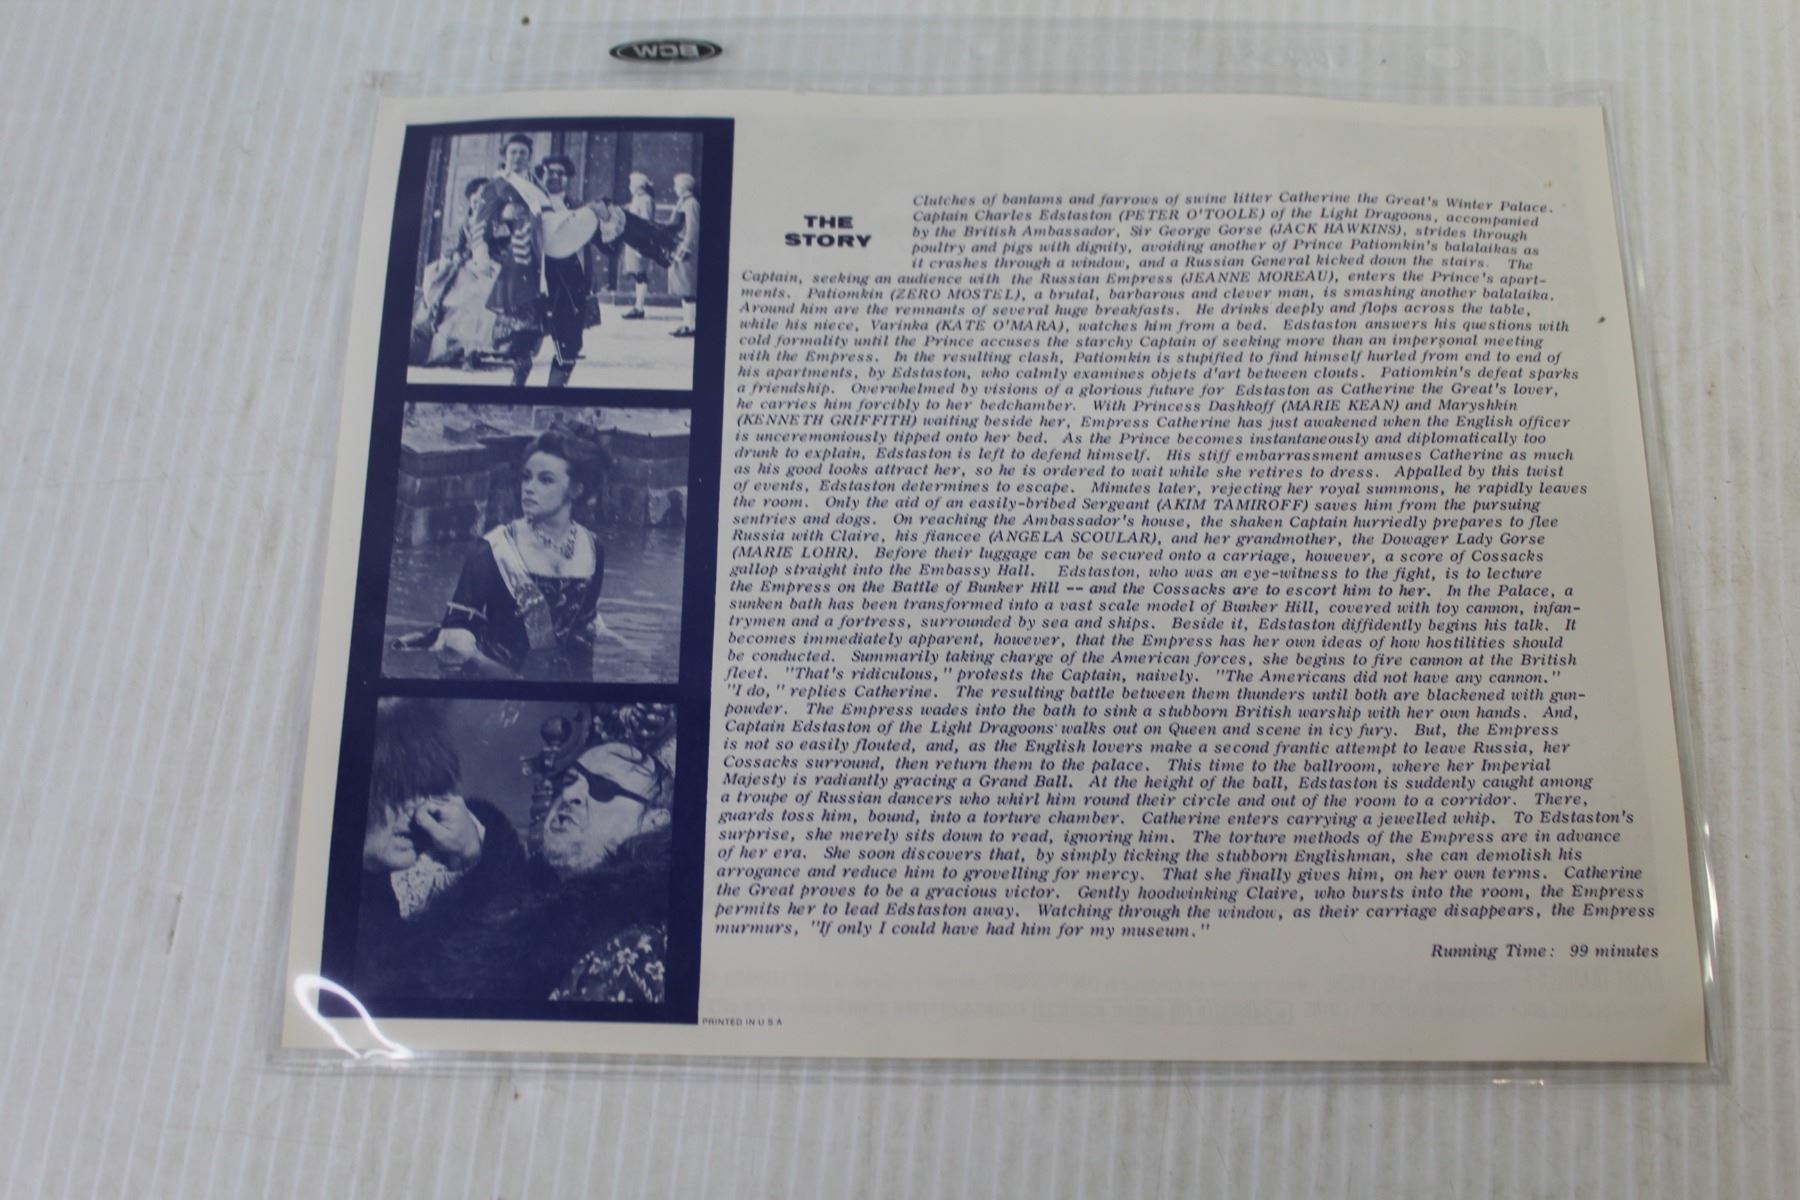 BCW
THE
STORY
Clutches of bantams and farrows of swine litter Catherine the Great's Winter Palace.
Captain Charles Edstaston (PETER O'TOOLE) of the Light Dragoons, accompanied
by the British Ambassador, Sir George Gorse (JACK HAWKINS), strides through
poultry and pigs with dignity, avoiding another of Prince Patiomkin's balalaikas as
it crashes through a window, and a Russian General kicked down the stairs. The
Captain, seeking an audience with the Russian Empress (JEANNE MOREAU), enters the Prince's apart-
ments. Patiomkin (ZERO MOSTEL), a brutal, barbarous and clever man, is smashing another balalaika.
Around him are the remnants of several huge breakfasts. He drinks deeply and flops across the table,
while his niece, Varinka (KATE O'MARA), watches him from a bed. Edstaston answers his questions with
cold formality until the Prince accuses the starchy Captain of seeking more than an impersonal meeting
with the Empress. In the resulting clash, Patiomkin is stupified to find himself hurled from end to end of
his apartments, by Edstaston, who calmly examines objets d'art between clouts. Patiomkin's defeat sparks
a friendship. Overwhelmed by visions of a glorious future for Edstaston as Catherine the Great's lover,
he carries him forcibly to her bedchamber. With Princess Dashkoff (MARIE KEAN) and Maryshkin
(KENNETH GRIFFITH) waiting beside her, Empress Catherine has just awakened when the English officer
is unceremoniously tipped onto her bed. As the Prince becomes instantaneously and diplomatically too
drunk to explain, Edstaston is left to defend himself. His stiff embarrassment amuses Catherine as much
as his good looks attract her, so he is ordered to wait while she retires to dress. Appalled by this twist
of events, Edstaston determines to escape. Minutes later, rejecting her royal summons, he rapidly leaves
the room. Only the aid of an easily-bribed Sergeant (AKIM TAMIROFF) saves him from the pursuing
sentries and dogs. On reaching the Ambassador's house, the shaken Captain hurriedly prepares to flee
Russia with Claire, his fiancee (ANGELA SCOULAR), and her grandmother, the Dowager Lady Gorse
(MARIE LOHR). Before their luggage can be secured onto a carriage, however, a score of Cossacks
gallop straight into the Embassy Hall. Edstaston, who was an eye-witness to the fight, is to lecture
the Empress on the Battle of Bunker Hill -- and the Cossacks are to escort him to her. In the Palace, a
sunken bath has been transformed into a vast scale model of Bunker Hill, covered with toy cannon, infan-
trymen and a fortress, surrounded by sea and ships. Beside it, Edstaston diffidently begins his talk. It
becomes immediately apparent, however, that the Empress has her own ideas of how hostilities should
be conducted. Summarily taking charge of the American forces, she begins to fire cannon at the British
fleet. "That's ridiculous," protests the Captain, naively. "The Americans did not have any cannon."
"I do," replies Catherine. The resulting battle between them thunders until both are blackened with gun-
powder. The Empress wades into the bath to sink a stubborn British warship with her own hands. And,
Captain Edstaston of the Light Dragoons walks out on Queen and scene in icy fury. But, the Empress
is not so easily flouted, and, as the English lovers make a second frantic attempt to leave Russia, her
Cossacks surround, then return them to the palace. This time to the ballroom, where her Imperial
Majesty is radiantly gracing a Grand Ball. At the height of the ball, Edstaston is suddenly caught among
a troupe of Russian dancers who whirl him round their circle and out of the room to a corridor. There,
guards toss him, bound, into a torture chamber. Catherine enters carrying a jewelled whip. To Edstaston's
surprise, she merely sits down to read, ignoring him. The torture methods of the Empress are in advance
of her era. She soon discovers that, by simply ticking the stubborn Englishman, she can demolish his
arrogance and reduce him to grovelling for mercy. That she finally gives him, on her own terms. Catherine
the Great proves to be a gracious victor. Gently hoodwinking Claire, who bursts into the room, the Empress
permits her to lead Edstaston away. Watching through the window, as their carriage disappears, the Empress
murmurs, "If only I could have had him for my museum."
Running Time: 99 minutes
PRINTED IN U S A